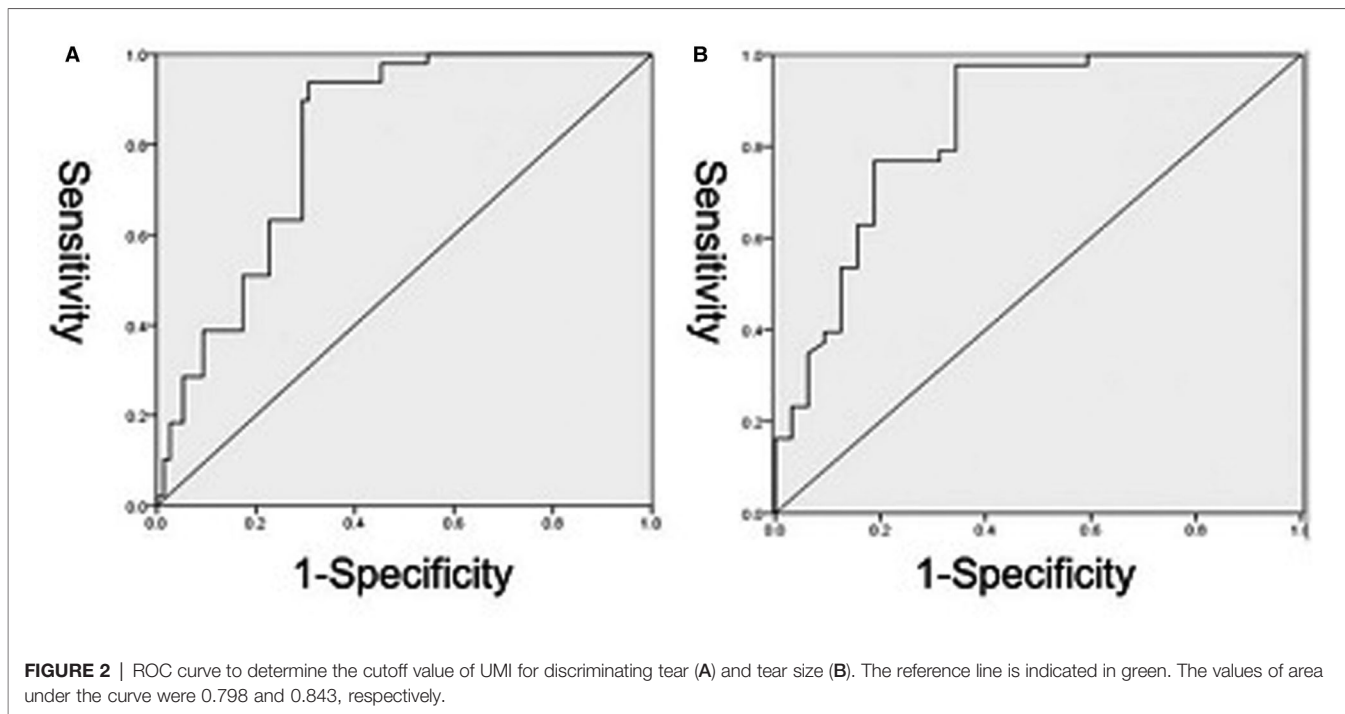 A
1.0
0.8
0.6
0.4
0.2
0.0
Sensitivity
0.0 0.2 0.4 0.6 0.8 1.0
1-Specificity
B
1.0
0.8
0.6
0.4
0.2
0.0
Sensitivity
0.0 0.2 0.4 0.6 0.8 1.0
1-Specificity
FIGURE 2 | ROC curve to determine the cutoff value of UMI for discriminating tear (A) and tear size (B). The reference line is indicated in green. The values of area
under the curve were 0.798 and 0.843, respectively.